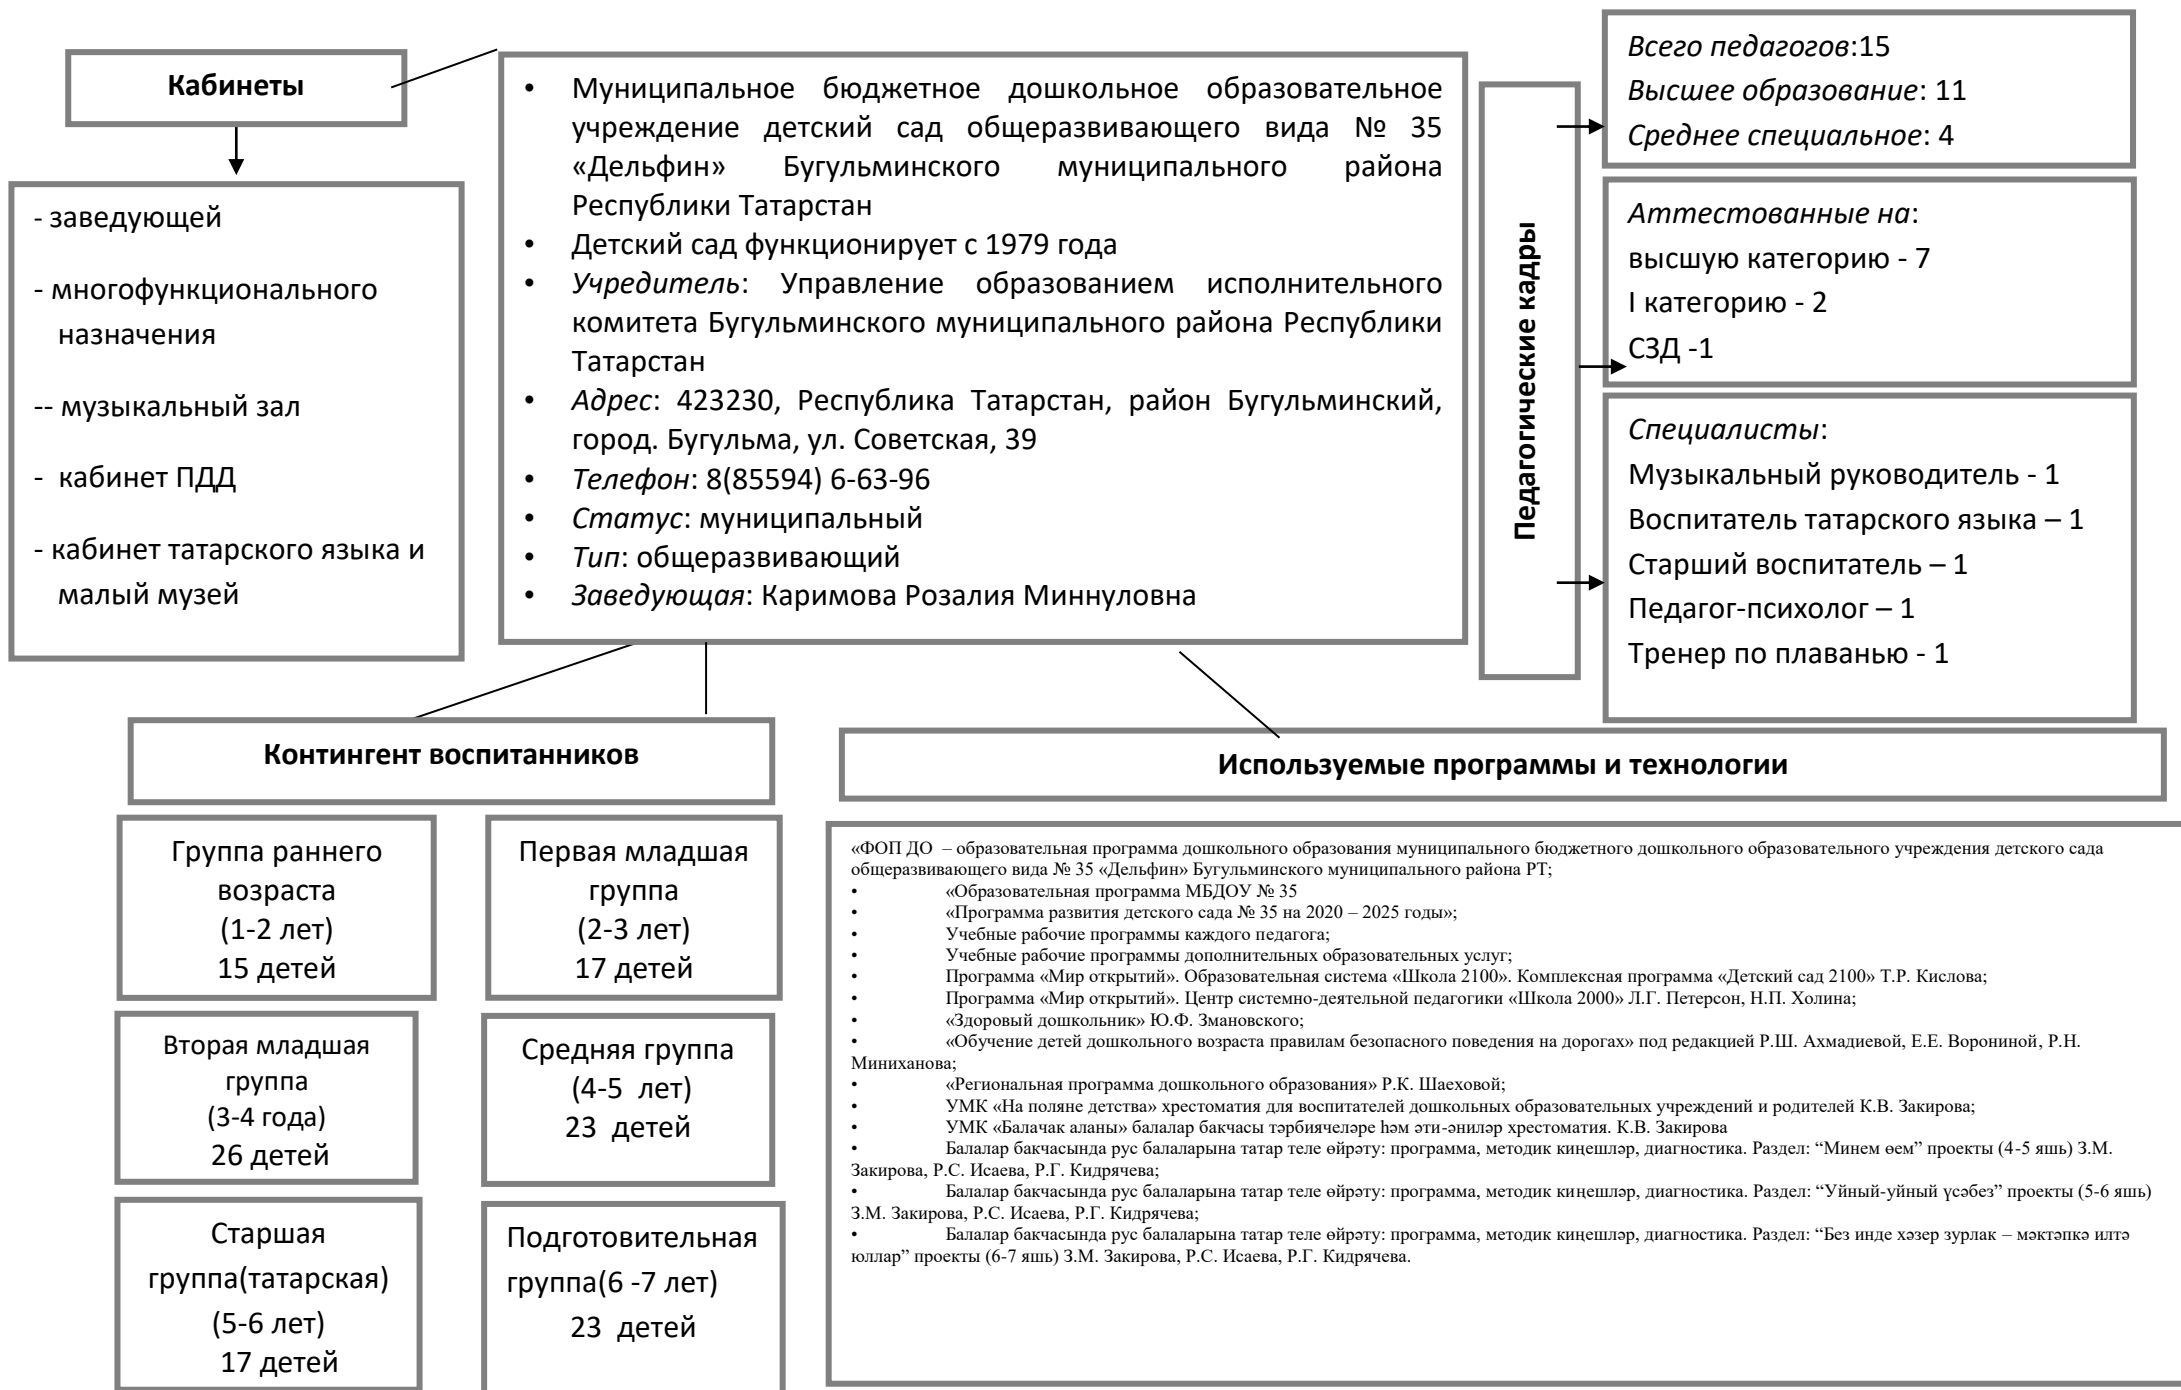 Кабинеты
- заведующей
- многофункционального
назначения
-- музыкальный зал
- кабинет ПДД
- кабинет татарского языка и
малый музей
• Муниципальное бюджетное дошкольное образовательное
учреждение детский сад общеразвивающего вида № 35
«Дельфин» Бугульминского муниципального района
Республики Татарстан
• Детский сад функционирует с 1979 года
• Учредитель: Управление образованием исполнительного
комитета Бугульминского муниципального района Республики
Татарстан
• Адрес: 423230, Республика Татарстан, район Бугульминский,
город. Бугульма, ул. Советская, 39
• Телефон: 8(85594) 6-63-96
• Статус: муниципальный
• Тип: общеразвивающий
• Заведующая: Каримова Розалия Миннуловна
Педагогические кадры
Всего педагогов:15
Высшее образование: 11
Среднее специальное: 4
Аттестованные на:
высшую категорию - 7
I категорию - 2
СЗД -1
Специалисты:
Музыкальный руководитель - 1
Воспитатель татарского языка – 1
Старший воспитатель – 1
Педагог-психолог – 1
Тренер по плаванью - 1
Контингент воспитанников
Группа раннего
возраста
(1-2 лет)
15 детей
Первая младшая
группа
(2-3 лет)
17 детей
Вторая младшая
группа
(3-4 года)
26 детей
Средняя группа
(4-5 лет)
23 детей
Старшая
группа(татарская)
(5-6 лет)
17 детей
Подготовительная
группа(6 -7 лет)
23 детей
Используемые программы и технологии
«ФОП ДО – образовательная программа дошкольного образования муниципального бюджетного дошкольного образовательного учреждения детского сада
общеразвивающего вида № 35 «Дельфин» Бугульминского муниципального района РТ;
• «Образовательная программа МБДОУ № 35
• «Программа развития детского сада № 35 на 2020 – 2025 годы»;
• Учебные рабочие программы каждого педагога;
• Учебные рабочие программы дополнительных образовательных услуг;
• Программа «Мир открытий». Образовательная система «Школа 2100». Комплексная программа «Детский сад 2100» Т.Р. Кислова;
• Программа «Мир открытий». Центр системно-деятельной педагогики «Школа 2000» Л.Г. Петерсон, Н.П. Холина;
• «Здоровый дошкольник» Ю.Ф. Змановского;
• «Обучение детей дошкольного возраста правилам безопасного поведения на дорогах» под редакцией Р.Ш. Ахмадиевой, Е.Е. Ворониной, Р.Н.
Миниханова;
• «Региональная программа дошкольного образования» Р.К. Шаеховой;
• УМК «На поляне детства» хрестоматия для воспитателей дошкольных образовательных учреждений и родителей К.В. Закирова;
• УМК «Балачак аланы» балалар бакчасы тәрбиячеләре һәм әти-әниләр хрестоматия. К.В. Закирова
• Балалар бакчасында рус балаларына татар теле өйрәтү: программа, методик киңешләр, диагностика. Раздел: “Минем өем” проекты (4-5 яшь) З.М.
Закирова, Р.С. Исаева, Р.Г. Кидрячева;
• Балалар бакчасында рус балаларына татар теле өйрәтү: программа, методик киңешләр, диагностика. Раздел: “Уйный-уйный үсәбез” проекты (5-6 яшь)
З.М. Закирова, Р.С. Исаева, Р.Г. Кидрячева;
• Балалар бакчасында рус балаларына татар теле өйрәтү: программа, методик киңешләр, диагностика. Раздел: “Без инде хәзер зурлак – мәктәпкә илтә
юллар” проекты (6-7 яшь) З.М. Закирова, Р.С. Исаева, Р.Г. Кидрячева.